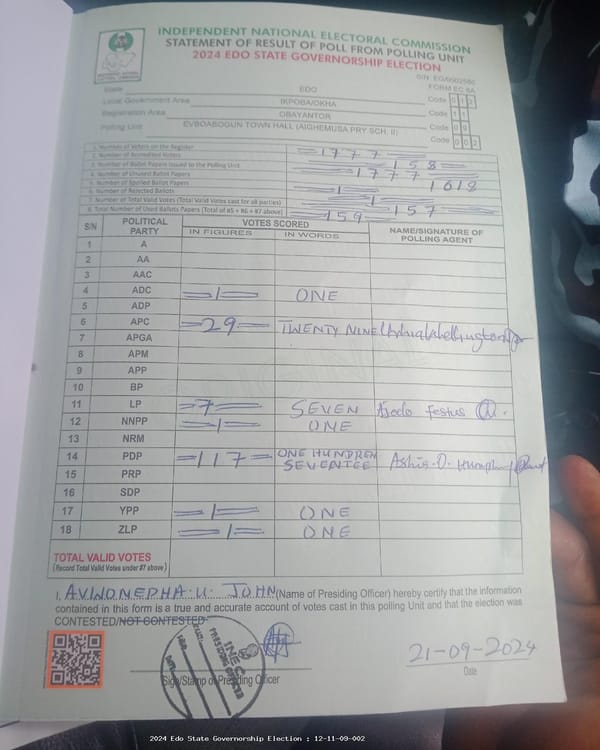 INDEPENDENT NATIONAL ELECTORAL COMMISSION
STATEMENT OF RESULT OF POLL FROM POLLING UNIT
2024 EDO STATE GOVERNORSHIP ELECTION
FORM EC 8A
State EDO Code 012
Local Government Area IKPOBA/OKHA Code 11
Registration Area OBAYANTOR Code 09
Polling Unit EVBOABOGUN TOWN HALL (AIGHEMUSA PRY SCH. II) Code 002
1. Number of Voters on the Register =1777=
2. Number of Accredited Voters 158
3. Number of Ballot Papers Issued to the Polling Unit =1777=
4. Number of Unused Ballot Papers 1618
5. Number of Spoiled Ballot Papers =1=
6. Number of Rejected Ballots =1=
7. Number of Total Valid Votes (Total Valid Votes cast for all parties) 157
8. Total Number of Used Ballots Papers (Total of #5 + #6 + #7 above) 159
S/N POLITICAL PARTY VOTES SCORED NAME/SIGNATURE OF POLLING AGENT
IN FIGURES IN WORDS
1 A
2 AA
3 AAC
4 ADC =1= ONE
5 ADP
6 APC =29= TWENTY NINE
7 APGA
8 APM
9 APP
10 BP
11 LP =7= SEVEN Festus
12 NNPP =1= ONE
13 NRM
14 PDP =117= ONE HUNDREN SEVENTEE
15 PRP
16 SDP
17 YPP =1= ONE
18 ZLP =1= ONE
TOTAL VALID VOTES
(Record Total Valid Votes under #7 above)
I, AVWONEPHA U. JOHN (Name of Presiding Officer) hereby certify that the information
contained in this form is a true and accurate account of votes cast in this polling Unit and that the election was
CONTESTED/NOT CONTESTED
INEC
PRESIDING OFFICER
21-09-2024
Sign/Stamp of Presiding Officer Date
2024 Edo State Governorship Election : 12-11-09-002